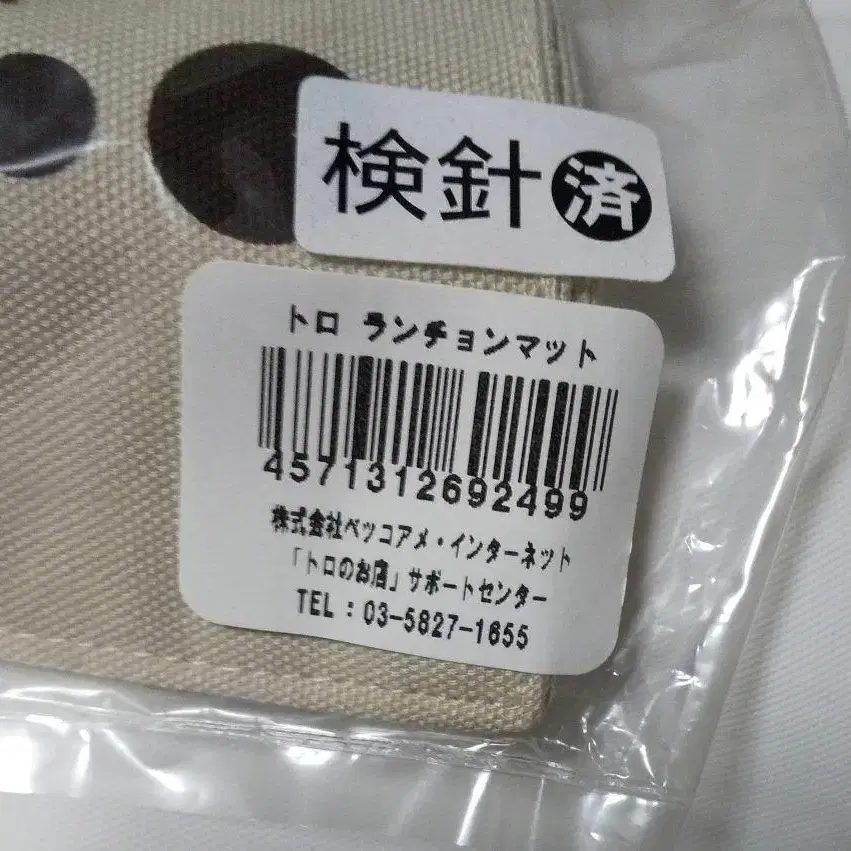 検針済
トロ ランチョンマット
4571312692499
株式会社ベッコアメ・インターネット
「トロのお店」サポートセンター
TEL：03-5827-1655